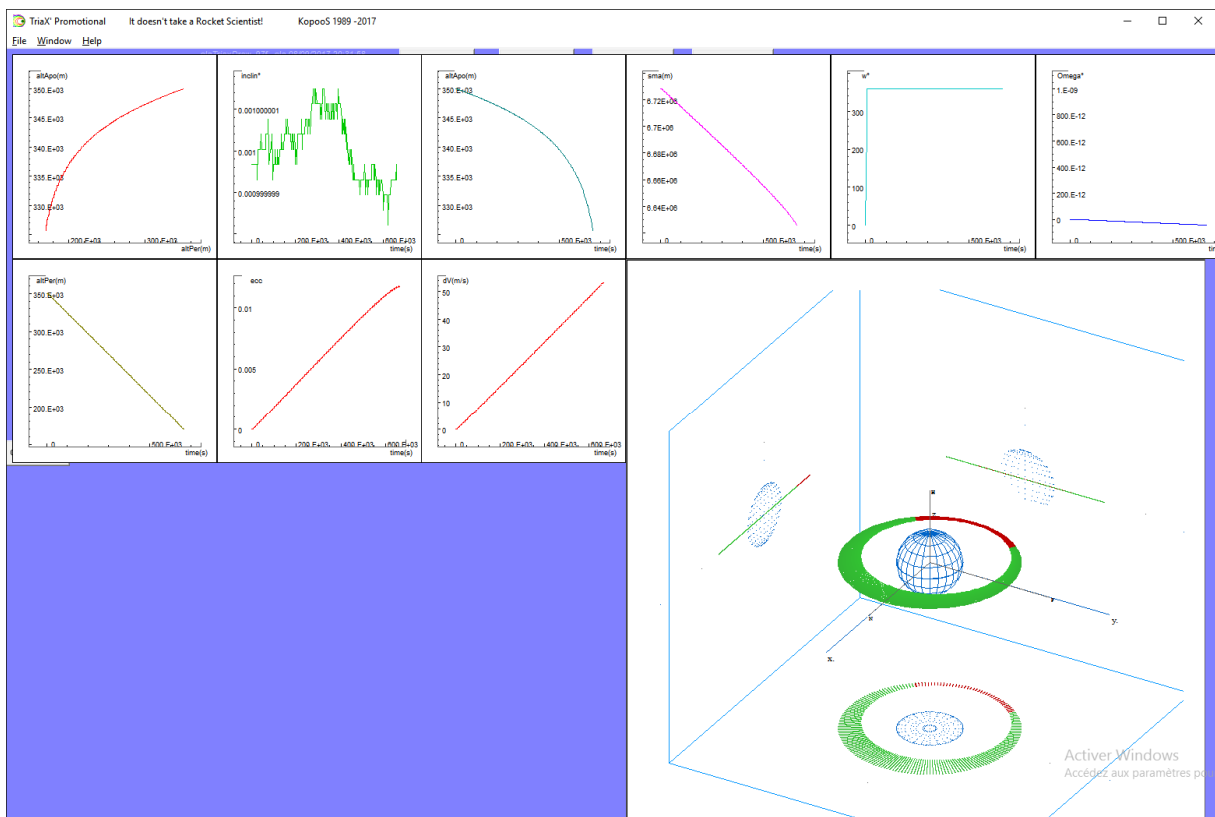 TriaX' Promotional It doesn't take a Rocket Scientist! KopooS 1989 -2017
File Window Help
altApo(m)
350.E+03
345.E+03
340.E+03
335.E+03
330.E+03
200.E+03 300.E+03
altPer(m)
inclin°
0.001000001
0.001
0.000999999
0 200.E+03 400.E+03 600.E+03
time(s)
altApo(m)
350.E+03
345.E+03
340.E+03
335.E+03
330.E+03
0 500.E+03
time(s)
sma(m)
6.72E+06
6.7E+06
6.68E+06
6.66E+06
6.64E+06
0 500.E+03
time(s)
w°
300
200
100
0
0 500.E+03
time(s)
Omega°
1.E-09
800.E-12
600.E-12
400.E-12
200.E-12
0
0 500.E+03
time(s)
altPer(m)
350.E+03
300.E+03
250.E+03
200.E+03
0 500.E+03
time(s)
ecc
0.01
0.005
0
0 200.E+03 400.E+03 600.E+03
time(s)
dV(m/s)
50
40
30
20
10
0
0 200.E+03 400.E+03 600.E+03
time(s)
y.
x.
Activer Windows
Accédez aux paramètres